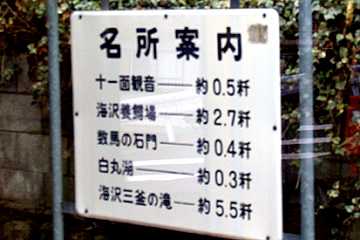 名所案内
十一面観音――約0.5粁
海沢養鱒場――約2.7粁
数馬の石門――約0.4粁
白丸湖――約0.3粁
海沢三釜の滝――約5.5粁